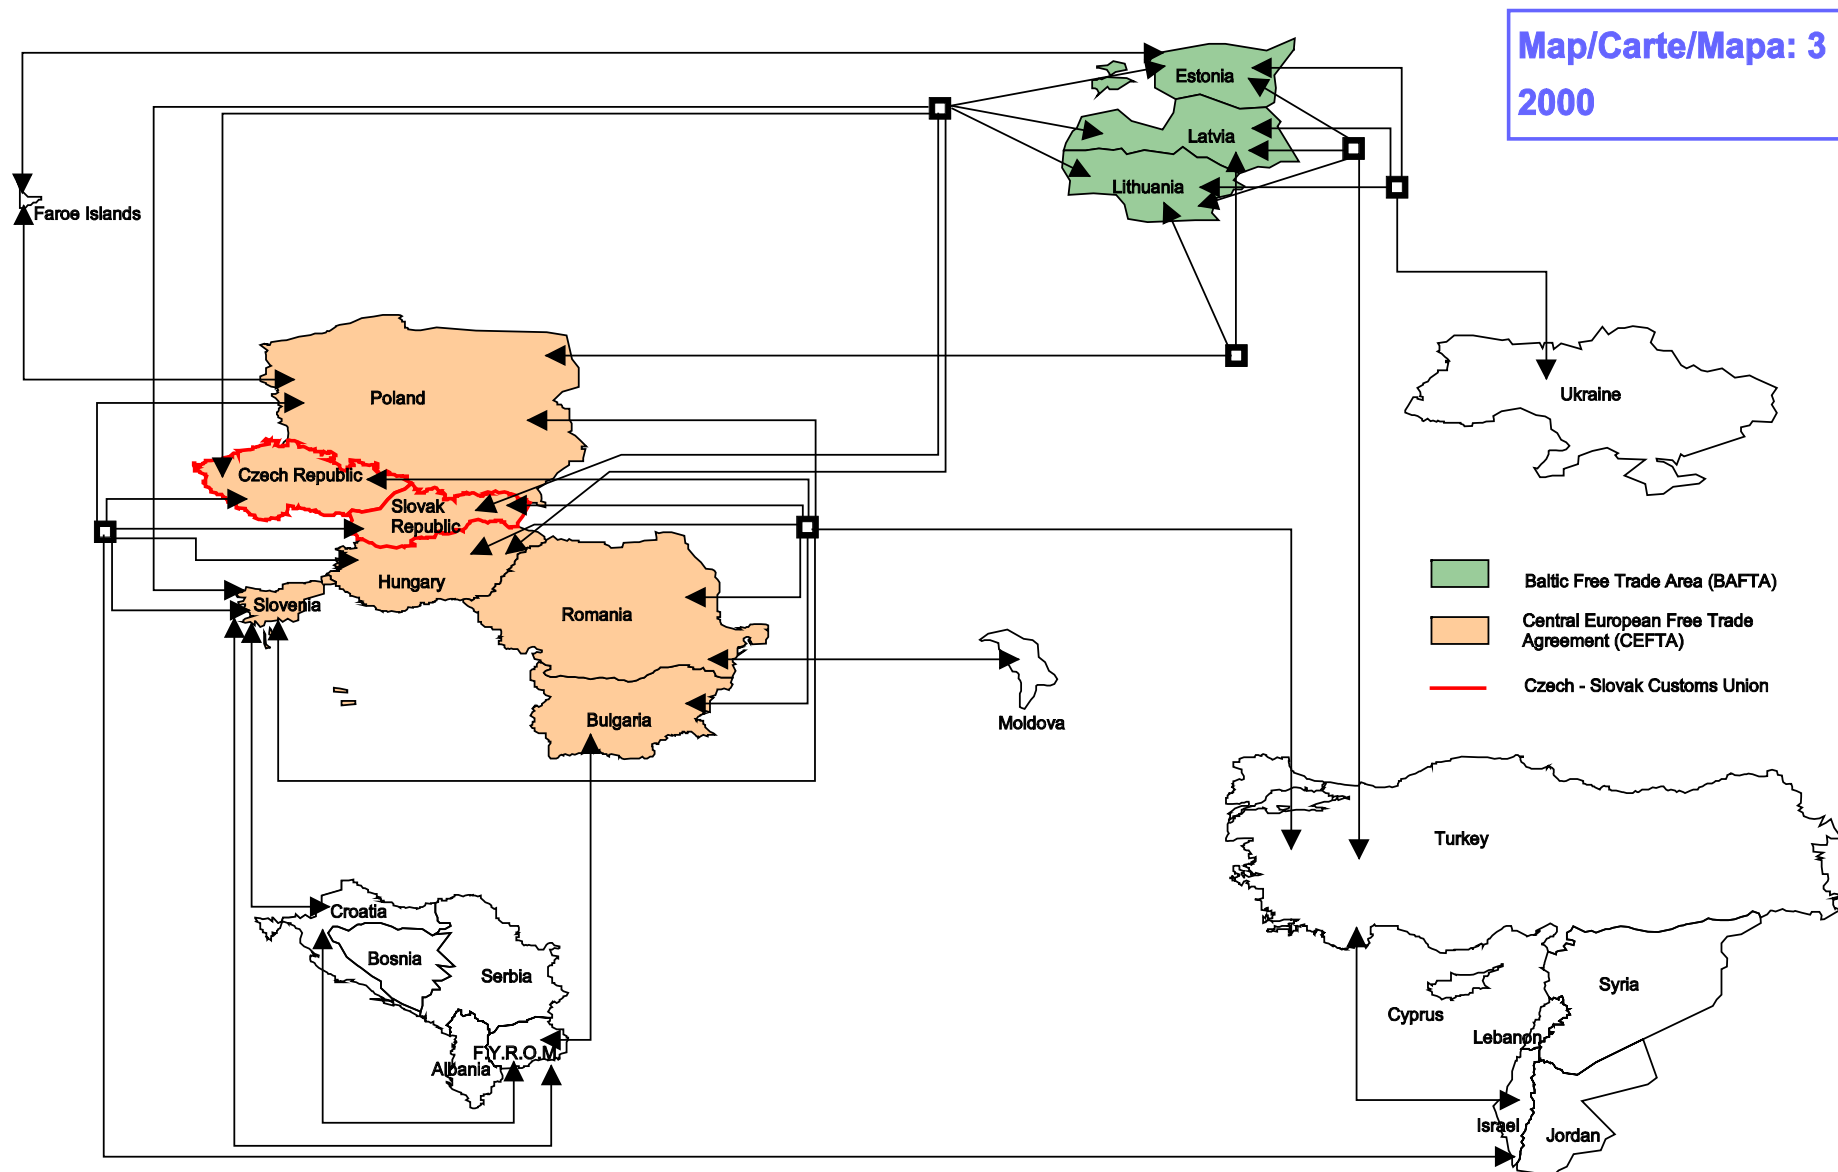 Map/Carte/Mapa: 3
2000
Estonia
Latvia
Lithuania
Faroe Islands
Poland
Ukraine
Czech Republic
Slovak
Republic
Hungary
Slovenia
Romania
Bulgaria
Moldova
Baltic Free Trade Area (BAFTA)
Central European Free Trade
Agreement (CEFTA)
Czech - Slovak Customs Union
Turkey
Croatia
Bosnia
Serbia
F.Y.R.O.M.
Albania
Syria
Cyprus
Lebanon
Israel
Jordan